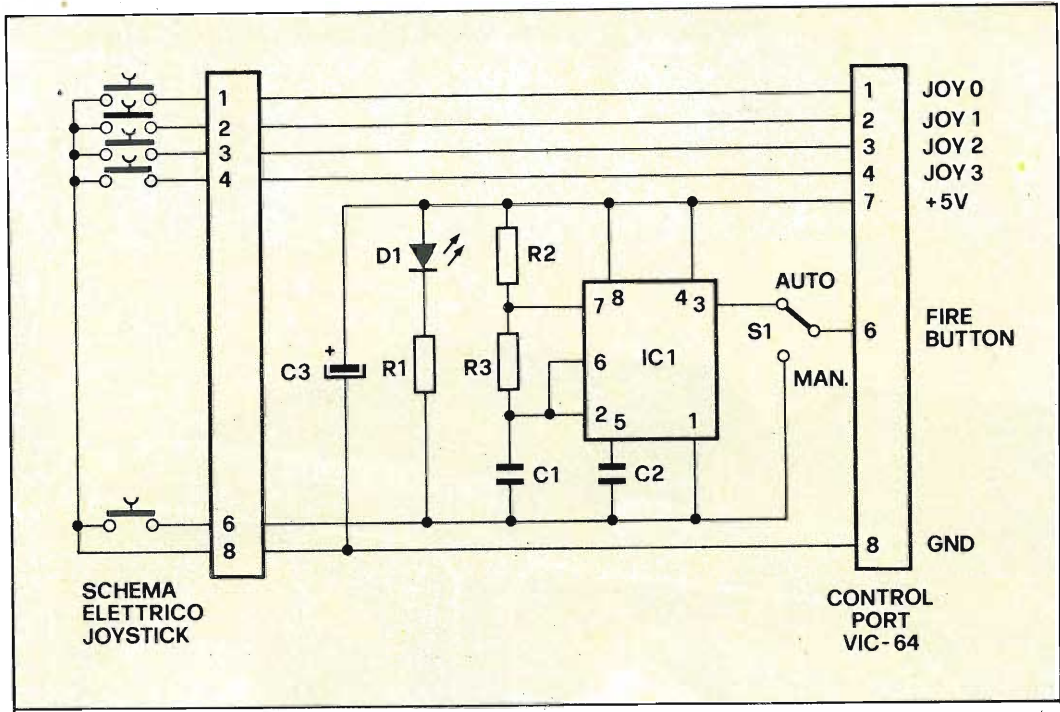 1
2
3
4
6
8
SCHEMA
ELETTRICO
JOYSTICK
C3
+
D1
R1
R2
R3
C1
C2
7
8
4
3
6
IC1
2
5
1
AUTO
S1
MAN.
1
2
3
4
7
6
8
JOY 0
JOY 1
JOY 2
JOY 3
+5V
FIRE
BUTTON
GND
CONTROL
PORT
VIC-64